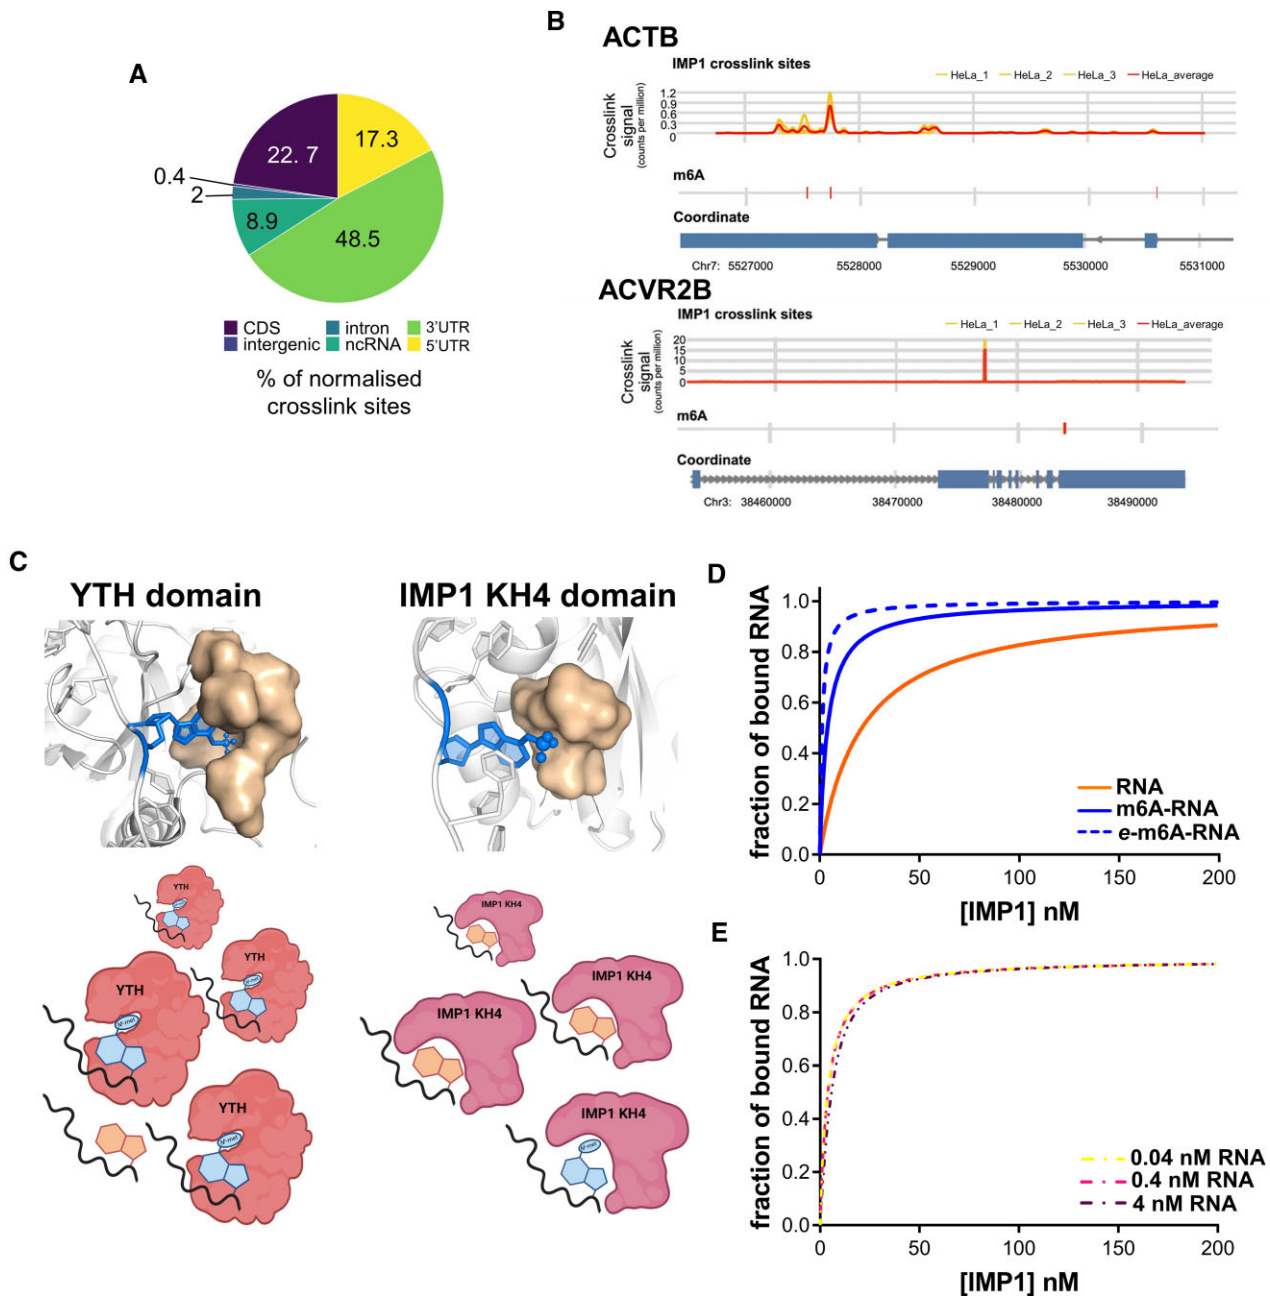 A
22. 7
17.3
0.4
2
8.9
48.5
CDS
intron
3'UTR
intergenic
ncRNA
5'UTR
% of normalised
crosslink sites
B
ACTB
IMP1 crosslink sites
HeLa_1
HeLa_2
HeLa_3
HeLa_average
Crosslink
signal
(counts per million)
1.2
0.9
0.6
0.3
0
m6A
Coordinate
Chr7:
5527000
5528000
5529000
5530000
5531000
ACVR2B
IMP1 crosslink sites
HeLa_1
HeLa_2
HeLa_3
HeLa_average
Crosslink
signal
(counts per million)
20
15
10
5
0
m6A
Coordinate
Chr3:
38460000
38470000
38480000
38490000
C
YTH domain
IMP1 KH4 domain
YTH
YTH
YTH
N⁶-met
YTH
N⁶-met
IMP1 KH4
IMP1 KH4
IMP1 KH4
IMP1 KH4
N⁶-met
D
fraction of bound RNA
1.0
0.8
0.6
0.4
0.2
0.0
RNA
m6A-RNA
e-m6A-RNA
0
50
100
150
200
[IMP1] nM
E
fraction of bound RNA
1.0
0.8
0.6
0.4
0.2
0.0
0.04 nM RNA
0.4 nM RNA
4 nM RNA
0
50
100
150
200
[IMP1] nM